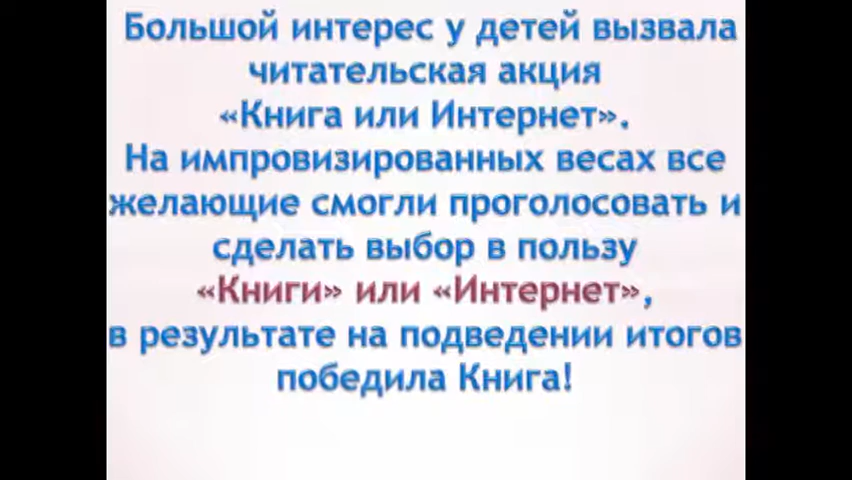 Большой интерес у детей вызвала
читательская акция
«Книга или Интернет».
На импровизированных весах все
желающие смогли проголосовать и
сделать выбор в пользу
«Книги» или «Интернет»,
в результате на подведении итогов
победила Книга!